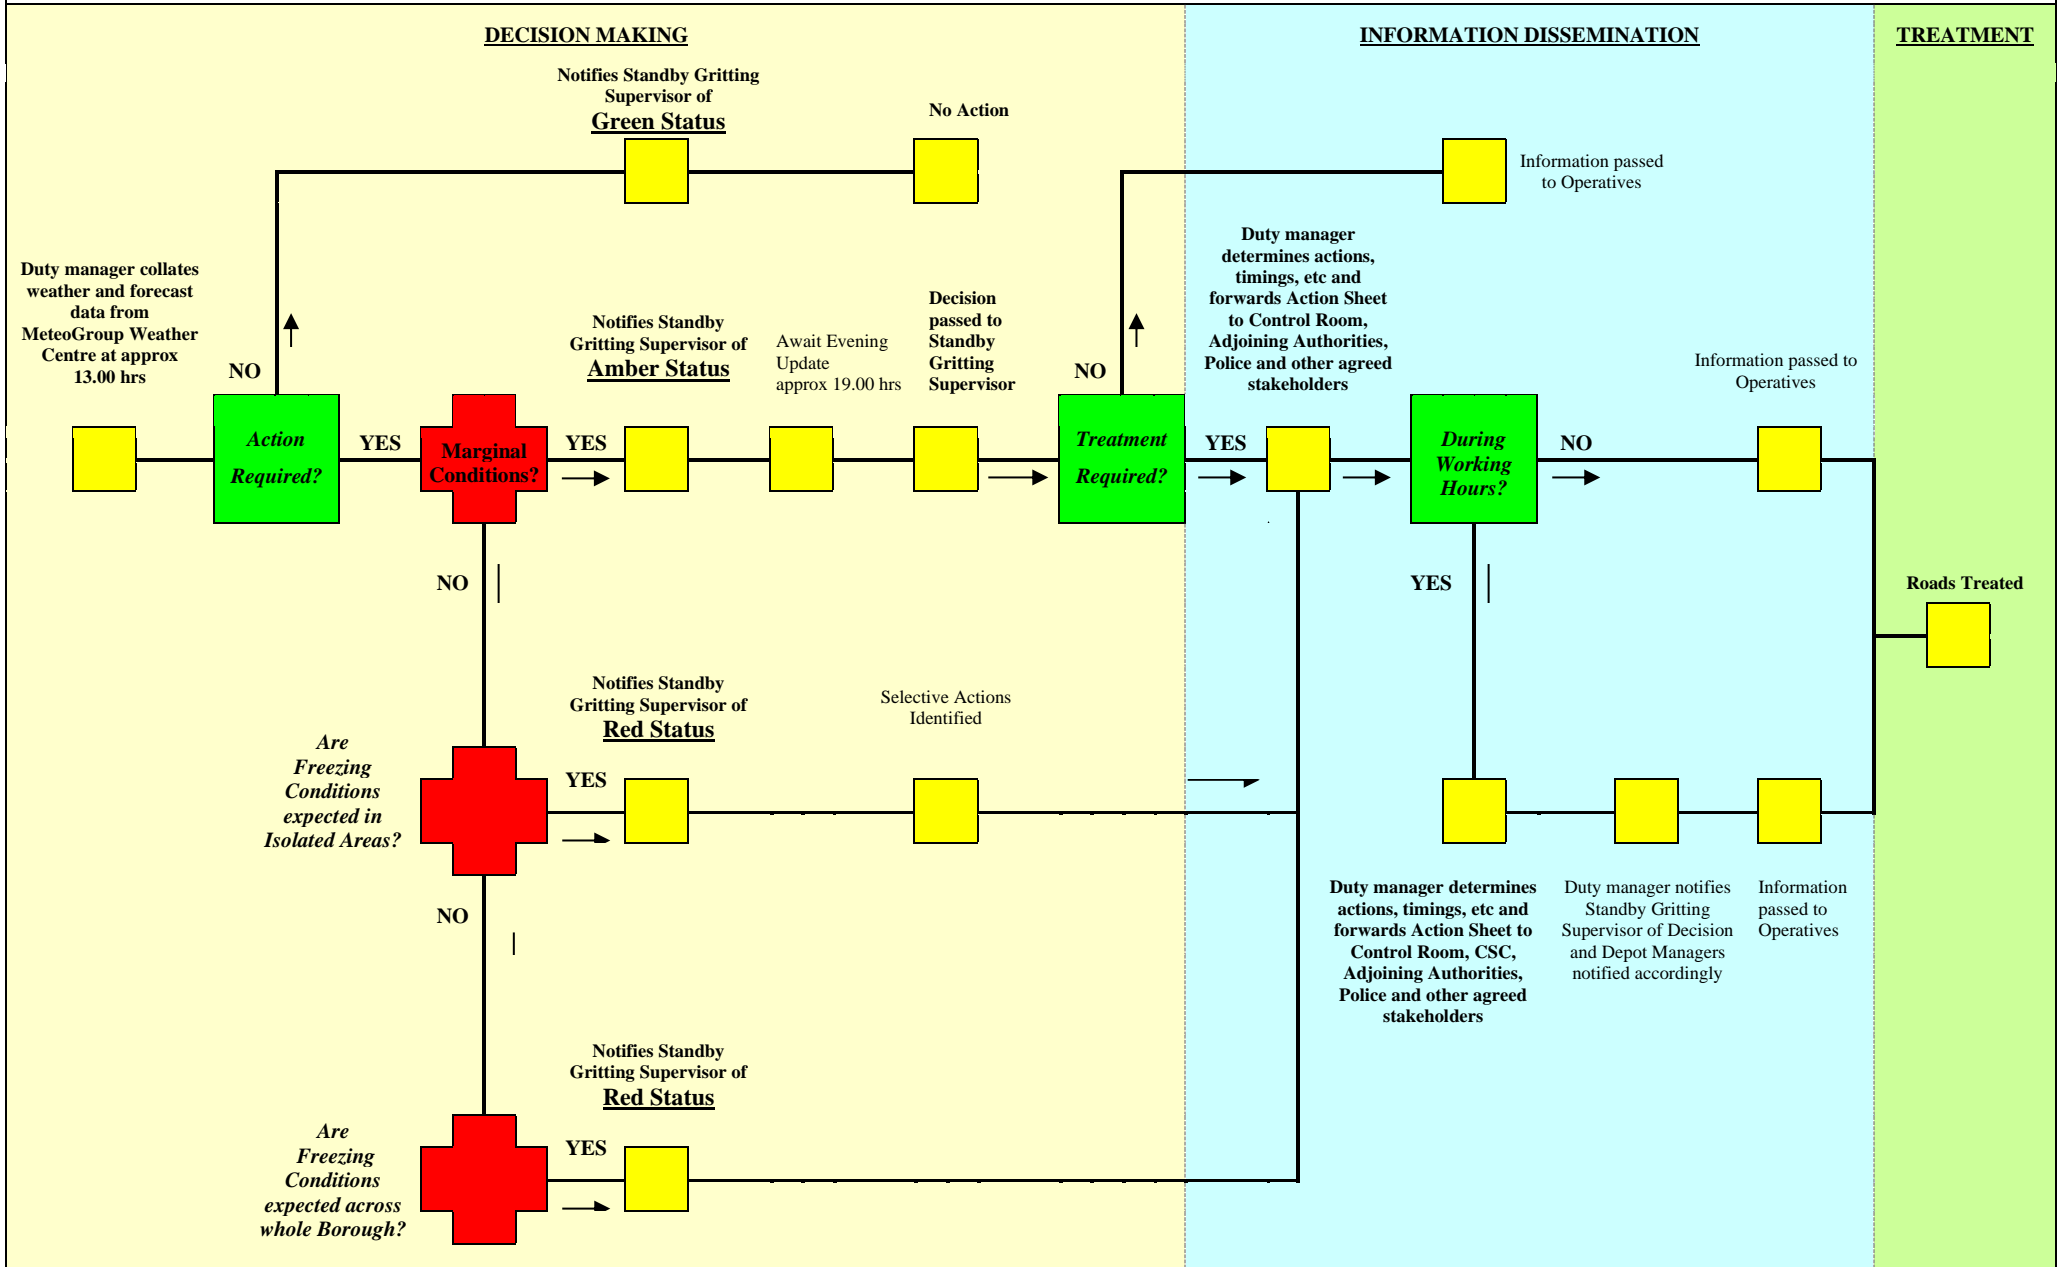 DECISION MAKING
INFORMATION DISSEMINATION
TREATMENT
Notifies Standby Gritting
Supervisor of
Green Status
No Action
Information passed
to Operatives
Duty manager collates
weather and forecast
data from
MeteoGroup Weather
Centre at approx
13.00 hrs
NO
Notifies Standby
Gritting Supervisor of
Amber Status
Await Evening
Update
approx 19.00 hrs
Decision
passed to
Standby
Gritting
Supervisor
NO
Duty manager
determines actions,
timings, etc and
forwards Action Sheet
to Control Room,
Adjoining Authorities,
Police and other agreed
stakeholders
Information passed to
Operatives
Action
Required?
YES
Marginal
Conditions?
YES
Treatment
Required?
YES
During
Working
Hours?
NO
NO
YES
Roads Treated
Are
Freezing
Conditions
expected in
Isolated Areas?
YES
Notifies Standby
Gritting Supervisor of
Red Status
Selective Actions
Identified
Duty manager determines
actions, timings, etc and
forwards Action Sheet to
Control Room, CSC,
Adjoining Authorities,
Police and other agreed
stakeholders
Duty manager notifies
Standby Gritting
Supervisor of Decision
and Depot Managers
notified accordingly
Information
passed to
Operatives
NO
Are
Freezing
Conditions
expected across
whole Borough?
YES
Notifies Standby
Gritting Supervisor of
Red Status